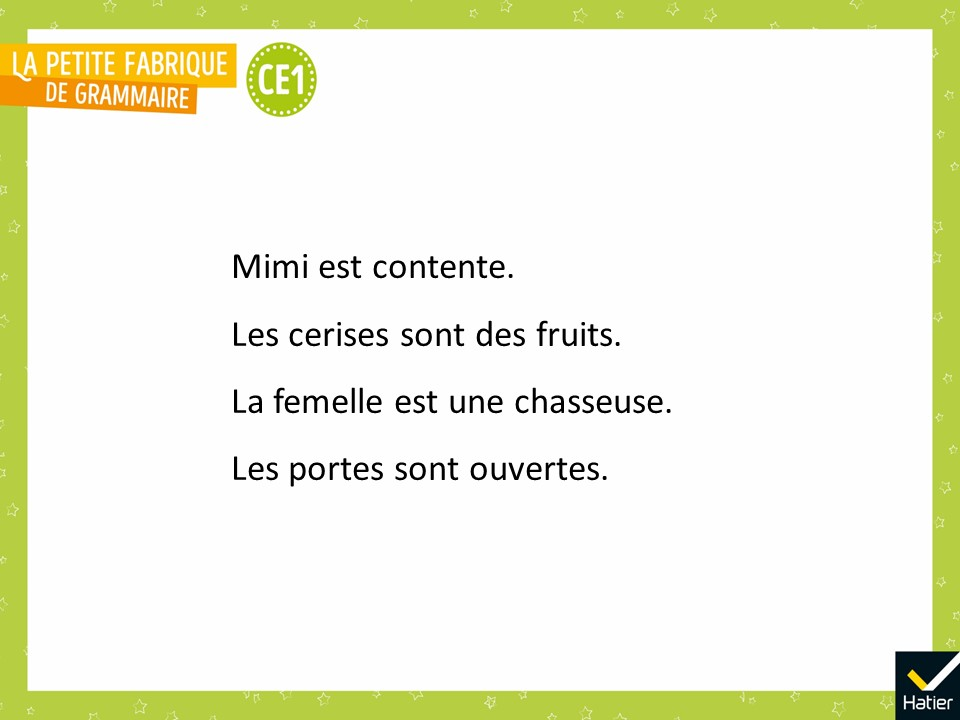 LA PETITE FABRIQUE
DE GRAMMAIRE
CE1
Mimi est contente.
Les cerises sont des fruits.
La femelle est une chasseuse.
Les portes sont ouvertes.
Hatier